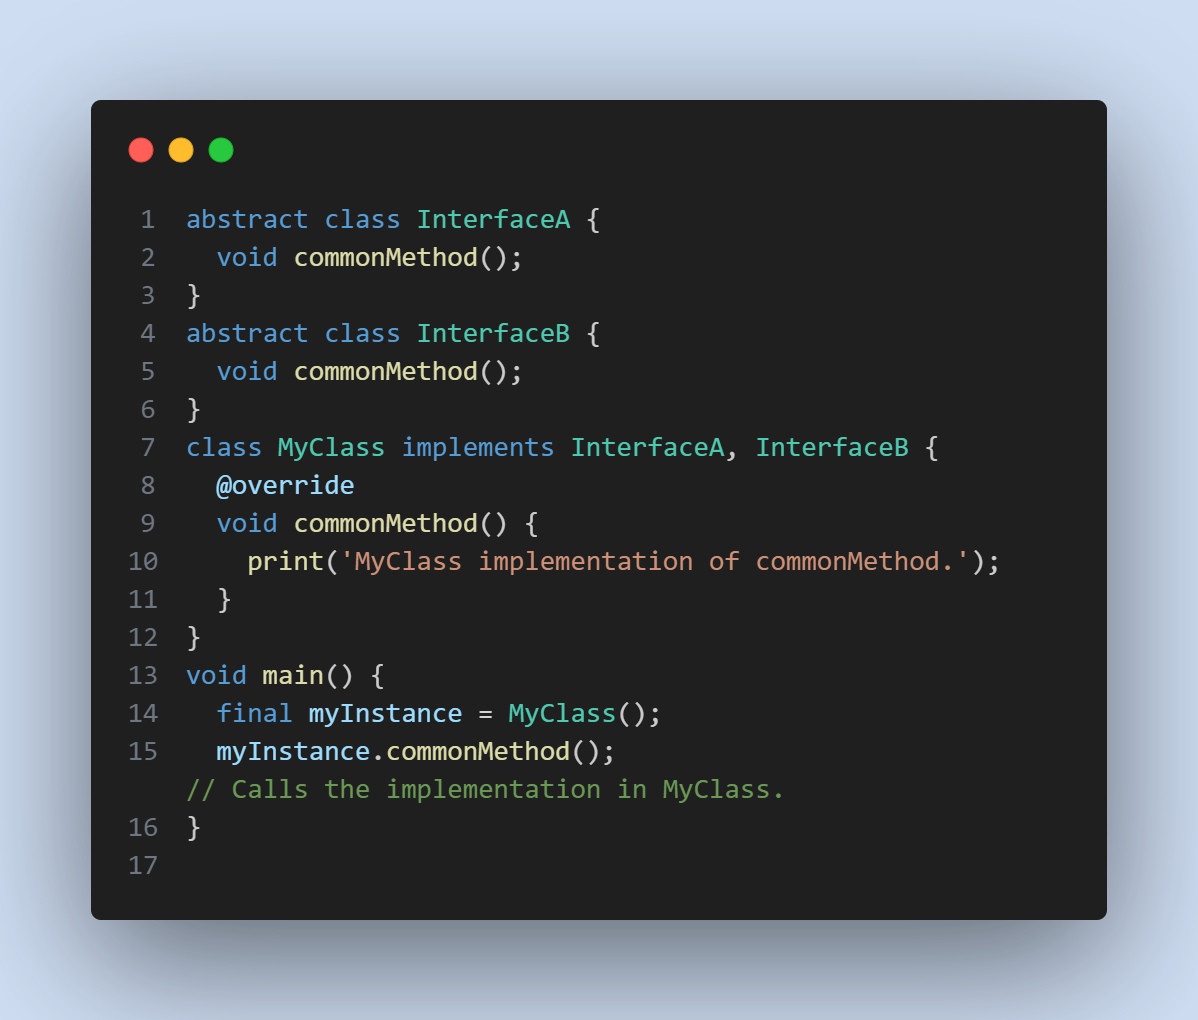 1 abstract class InterfaceA {
2   void commonMethod();
3 }
4 abstract class InterfaceB {
5   void commonMethod();
6 }
7 class MyClass implements InterfaceA, InterfaceB {
8   @override
9   void commonMethod() {
10     print('MyClass implementation of commonMethod.');
11   }
12 }
13 void main() {
14   final myInstance = MyClass();
15   myInstance.commonMethod();
// Calls the implementation in MyClass.
16 }
17